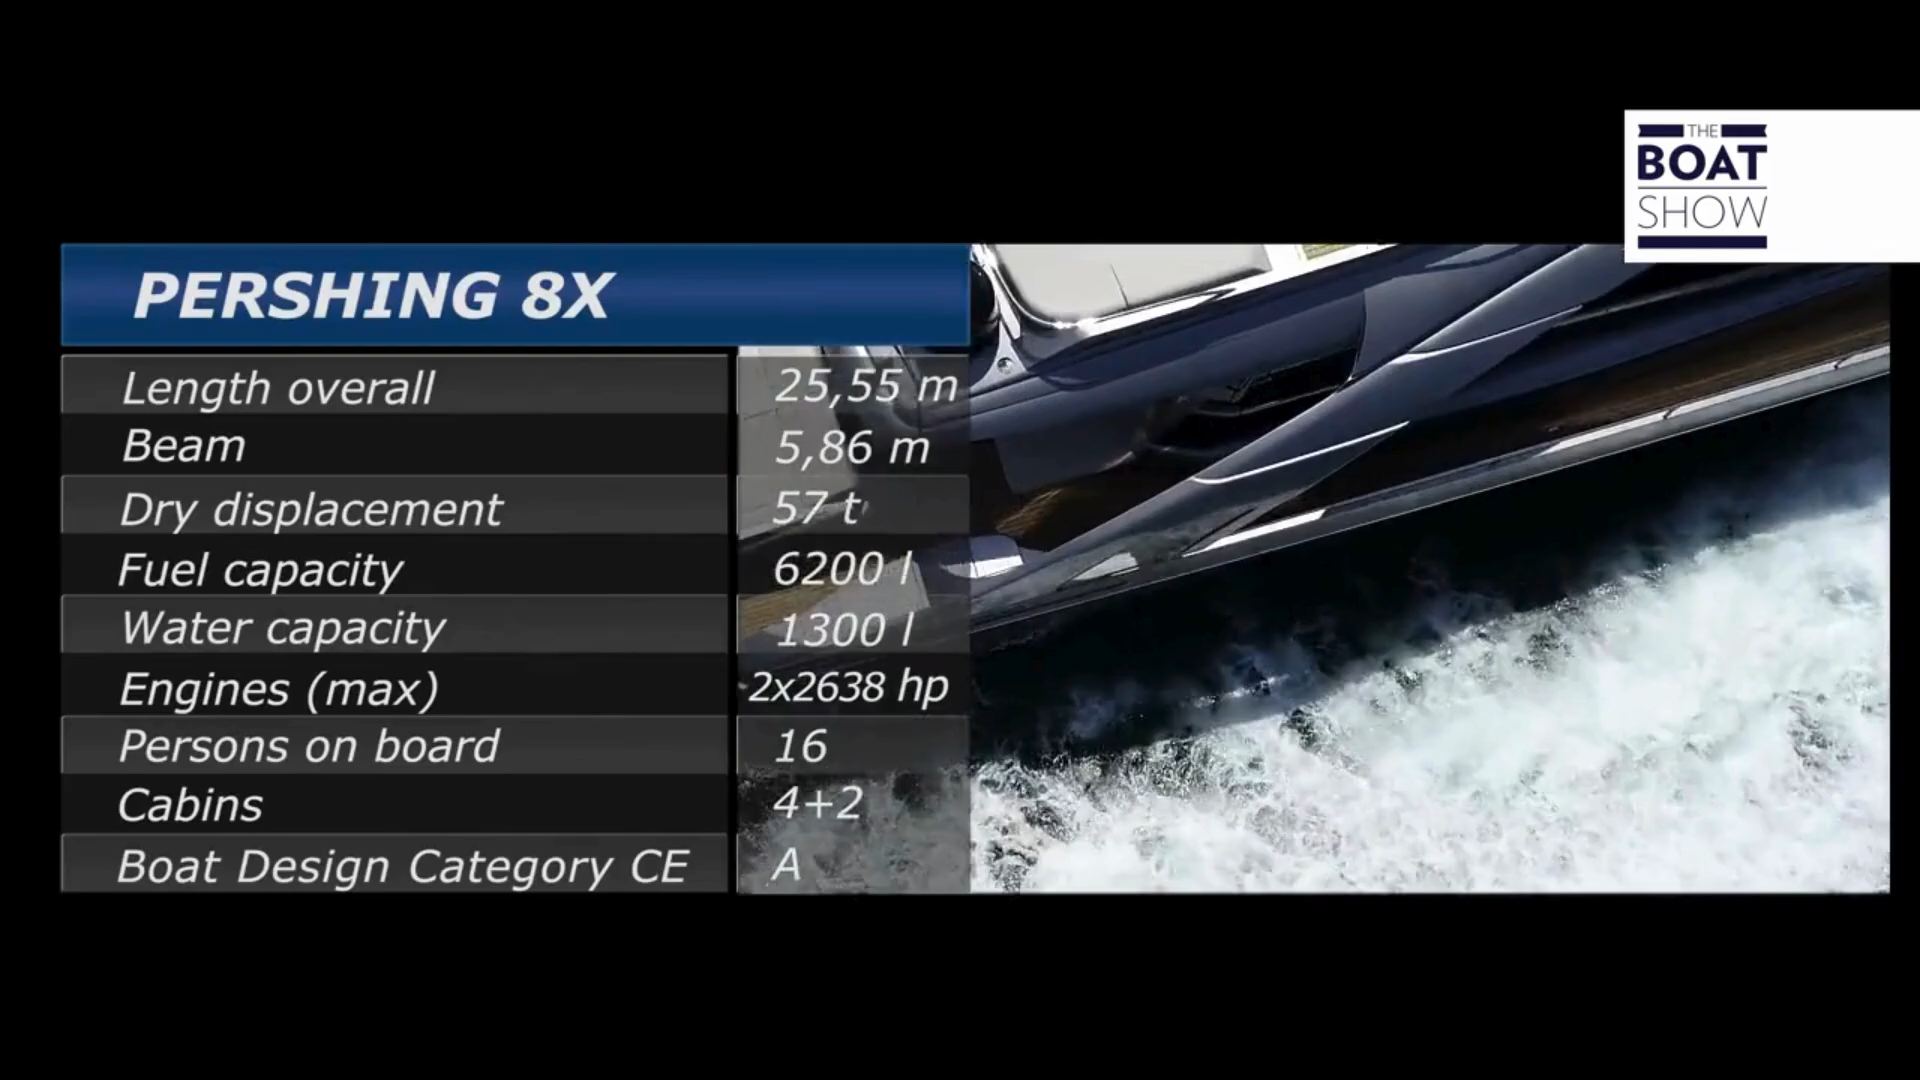 THE
BOAT
SHOW
PERSHING 8X
Length overall 25,55 m
Beam 5,86 m
Dry displacement 57 t
Fuel capacity 6200 l
Water capacity 1300 l
Engines (max) 2x2638 hp
Persons on board 16
Cabins 4+2
Boat Design Category CE A